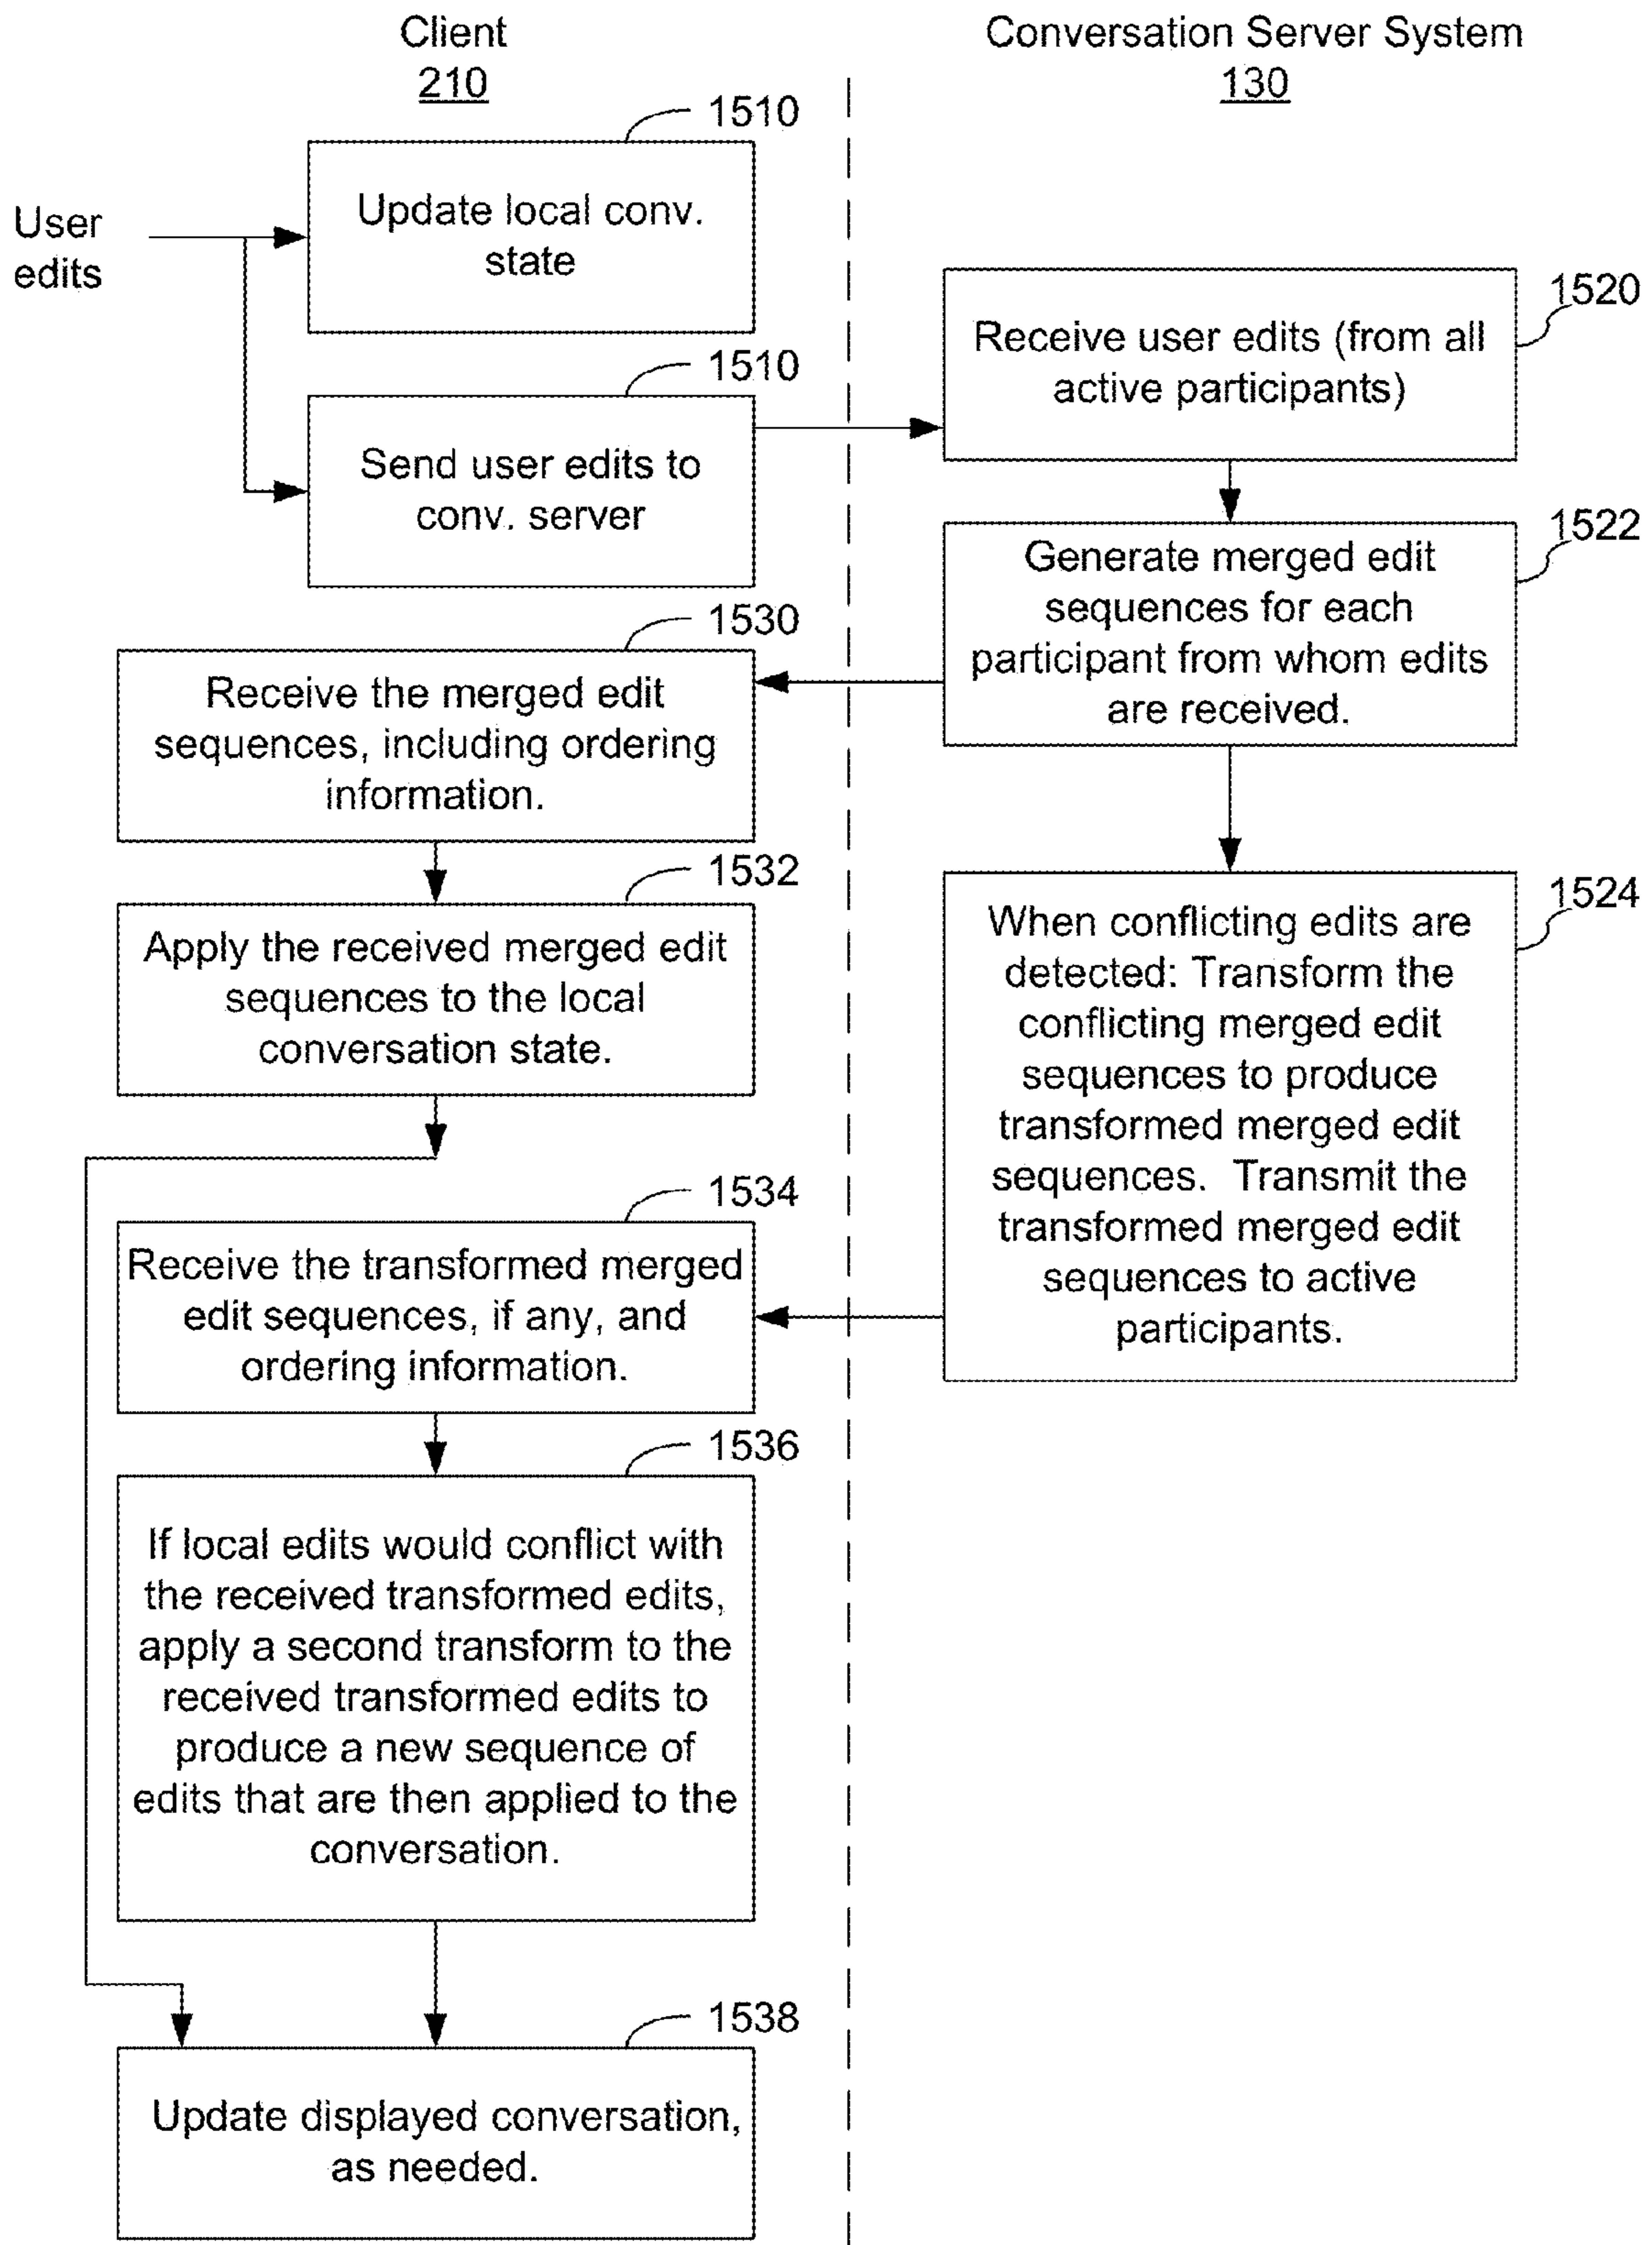 Client
210
Conversation Server System
130
1510
Update local conv.
state
User
edits
1510
Send user edits to
conv. server
1520
Receive user edits (from all
active participants)
1522
Generate merged edit
sequences for each
participant from whom edits
are received.
1530
Receive the merged edit
sequences, including ordering
information.
1532
Apply the received merged edit
sequences to the local
conversation state.
1524
When conflicting edits are
detected: Transform the
conflicting merged edit
sequences to produce
transformed merged edit
sequences.  Transmit the
transformed merged edit
sequences to active
participants.
1534
Receive the transformed merged
edit sequences, if any, and
ordering information.
1536
If local edits would conflict with
the received transformed edits,
apply a second transform to the
received transformed edits to
produce a new sequence of
edits that are then applied to the
conversation.
1538
Update displayed conversation,
as needed.